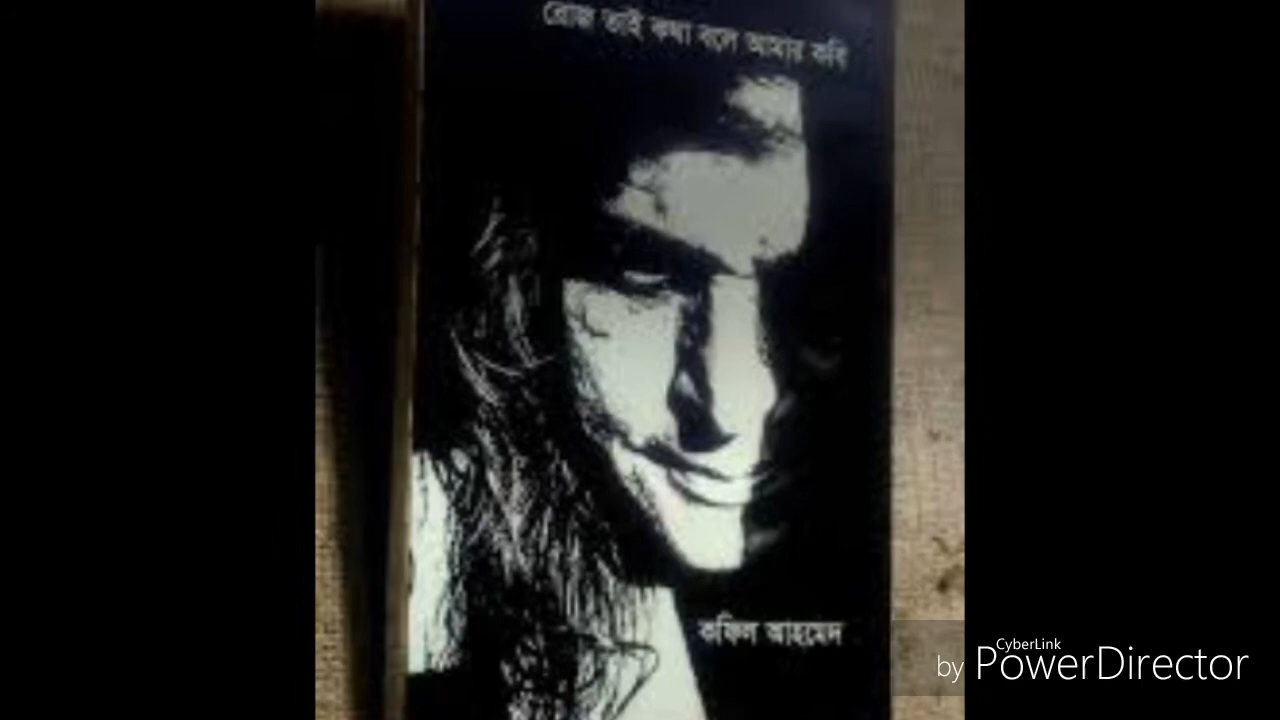 রোজ তাই কথা বলে আমার কবি
কফিল আহমেদ
CyberLink
by PowerDirector